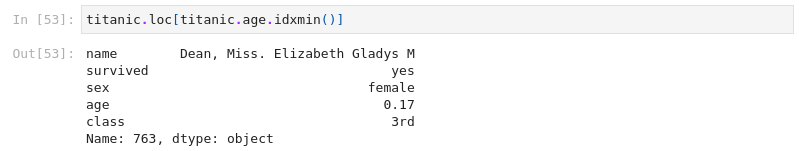 In [53]: titanic.loc[titanic.age.idxmin()]
Out[53]: name        Dean, Miss. Elizabeth Gladys M
survived                               yes
sex                                 female
age                                   0.17
class                                  3rd
Name: 763, dtype: object